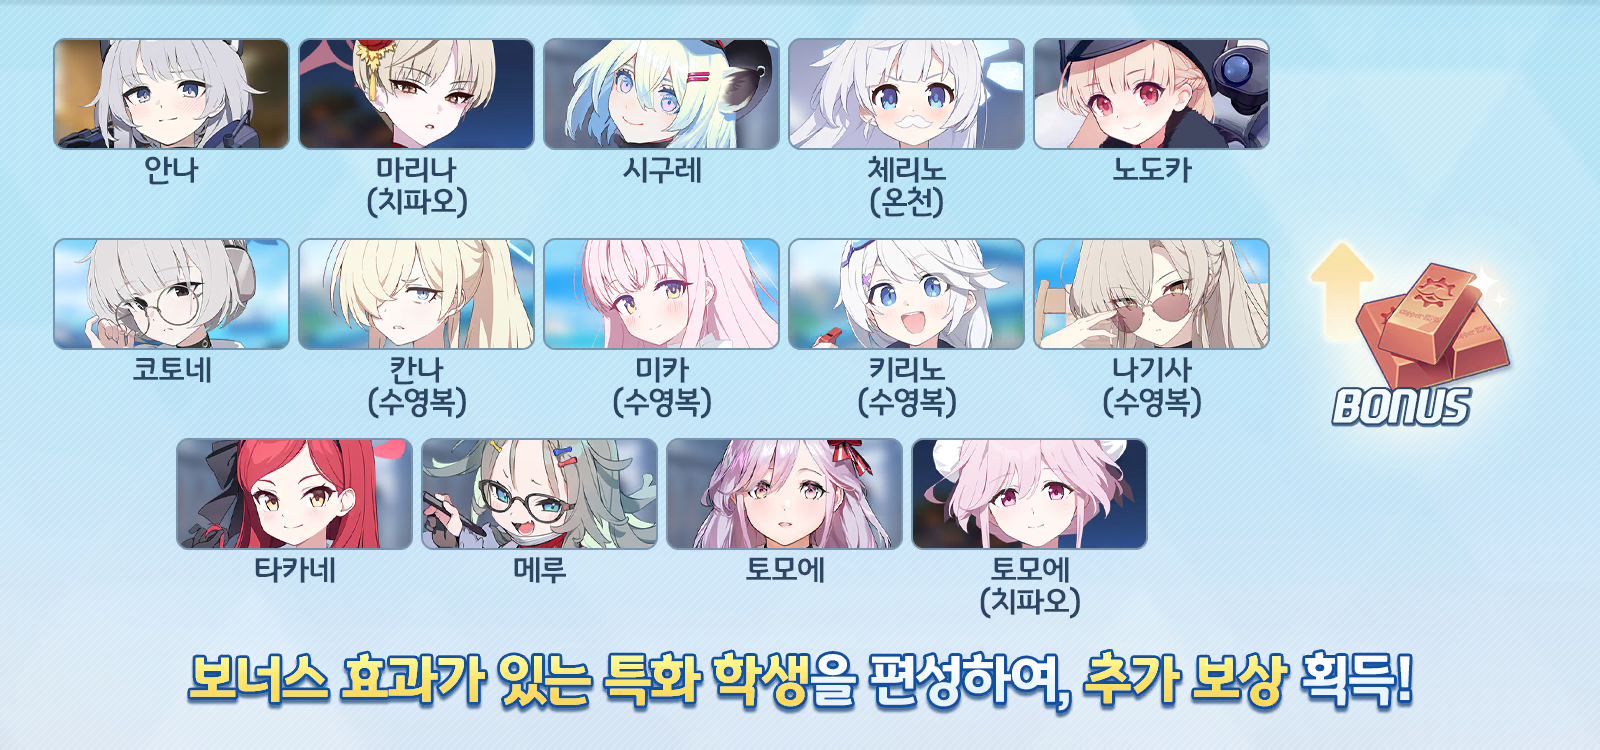 안나
마리나
(치파오)
시구레
체리노
(온천)
노도카
코토네
칸나
(수영복)
미카
(수영복)
키리노
(수영복)
나기사
(수영복)
BONUS
타카네
메루
토모에
토모에
(치파오)
보너스 효과가 있는 특화 학생을 편성하여, 추가 보상 획득!